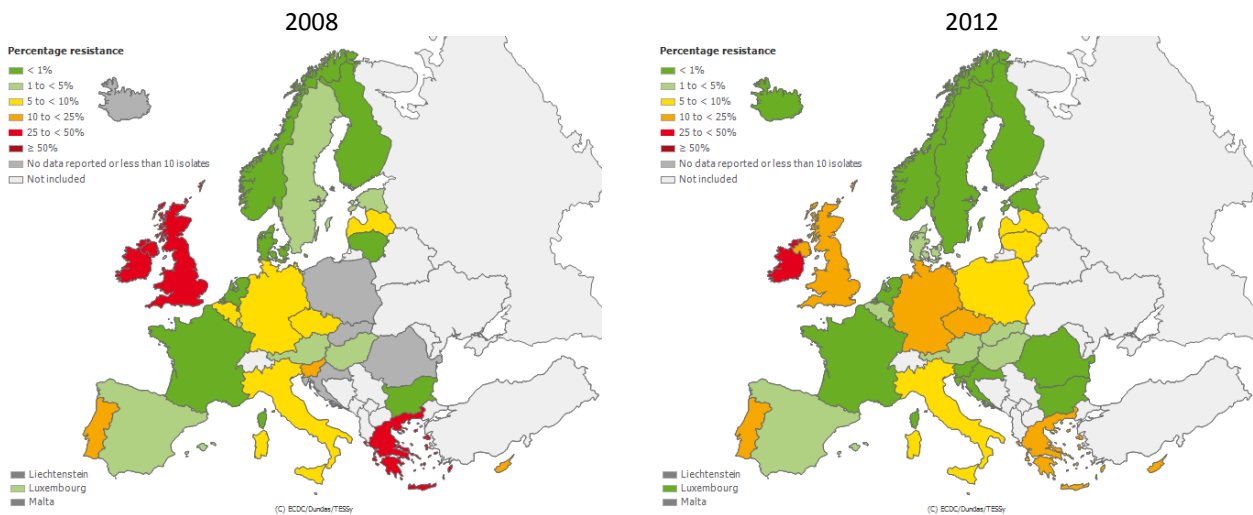 2008
Percentage resistance
< 1%
1 to < 5%
5 to < 10%
10 to < 25%
25 to < 50%
≥ 50%
No data reported or less than 10 isolates
Not included
Liechtenstein
Luxembourg
Malta
(C) ECDC/Dundas/TESSy
2012
Percentage resistance
< 1%
1 to < 5%
5 to < 10%
10 to < 25%
25 to < 50%
≥ 50%
No data reported or less than 10 isolates
Not included
Liechtenstein
Luxembourg
Malta
(C) ECDC/Dundas/TESSy